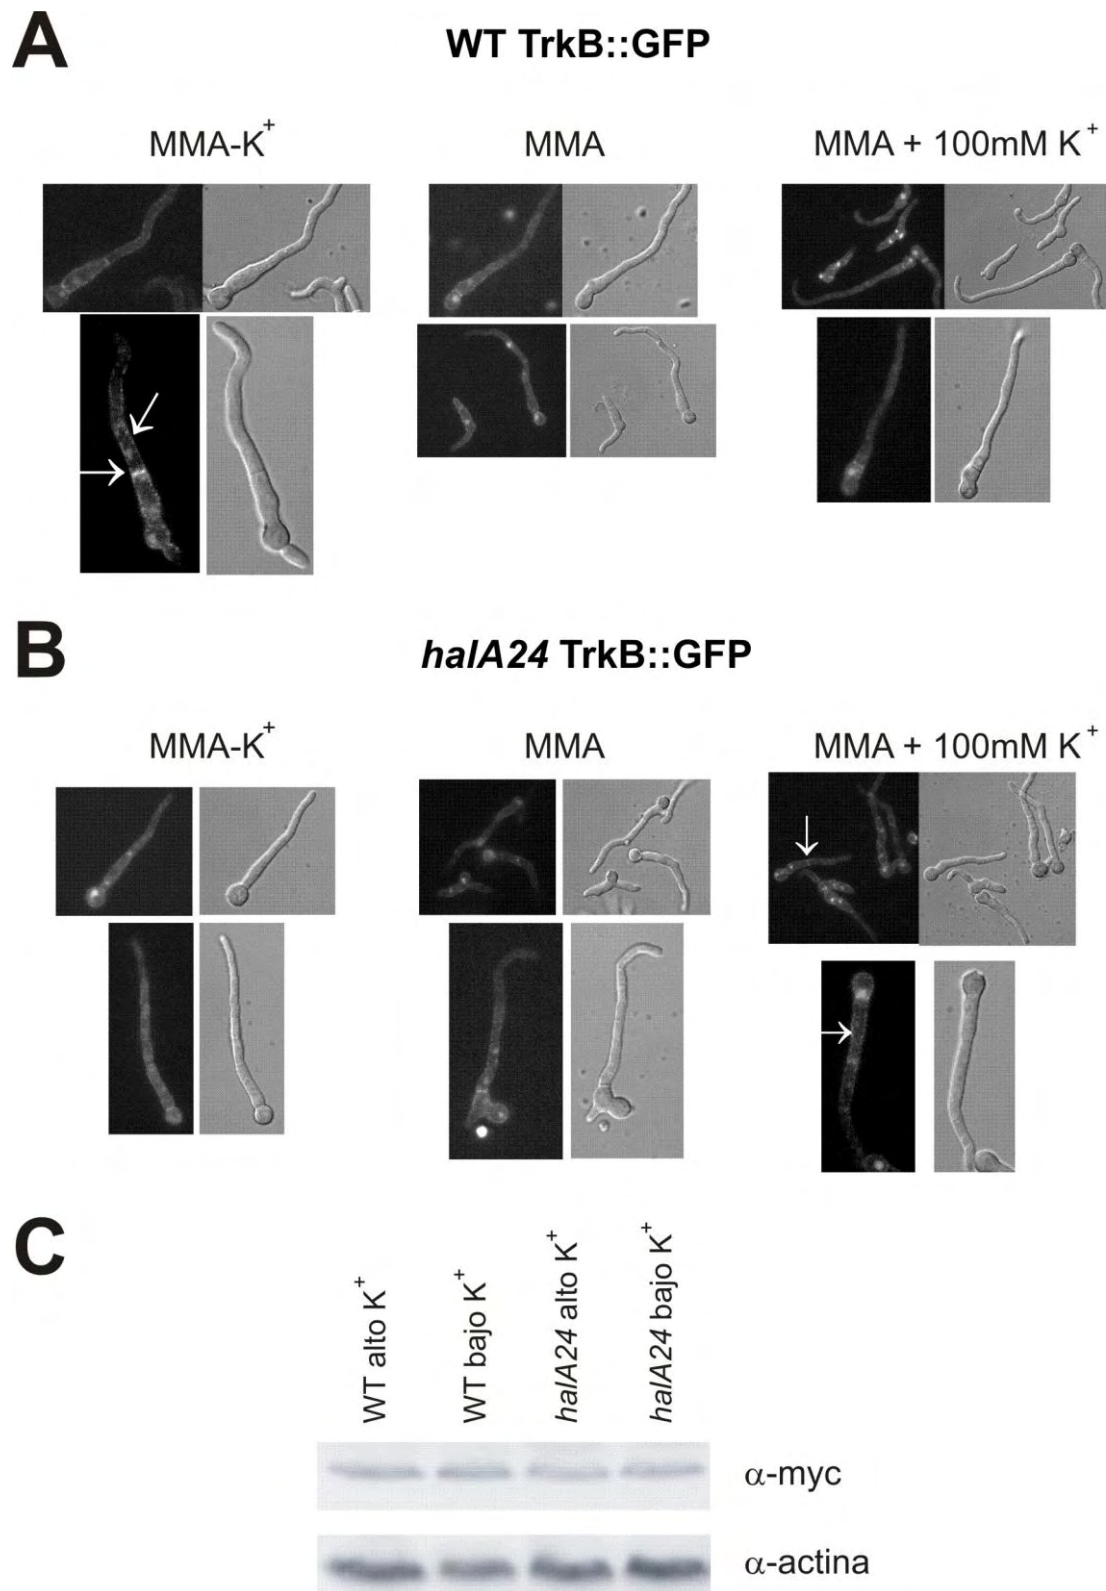 A
WT TrkB::GFP
MMA-K⁺
MMA
MMA + 100mM K⁺
B
halA24 TrkB::GFP
MMA-K⁺
MMA
MMA + 100mM K⁺
C
WT alto K⁺
WT bajo K⁺
halA24 alto K⁺
halA24 bajo K⁺
α-myc
α-actina